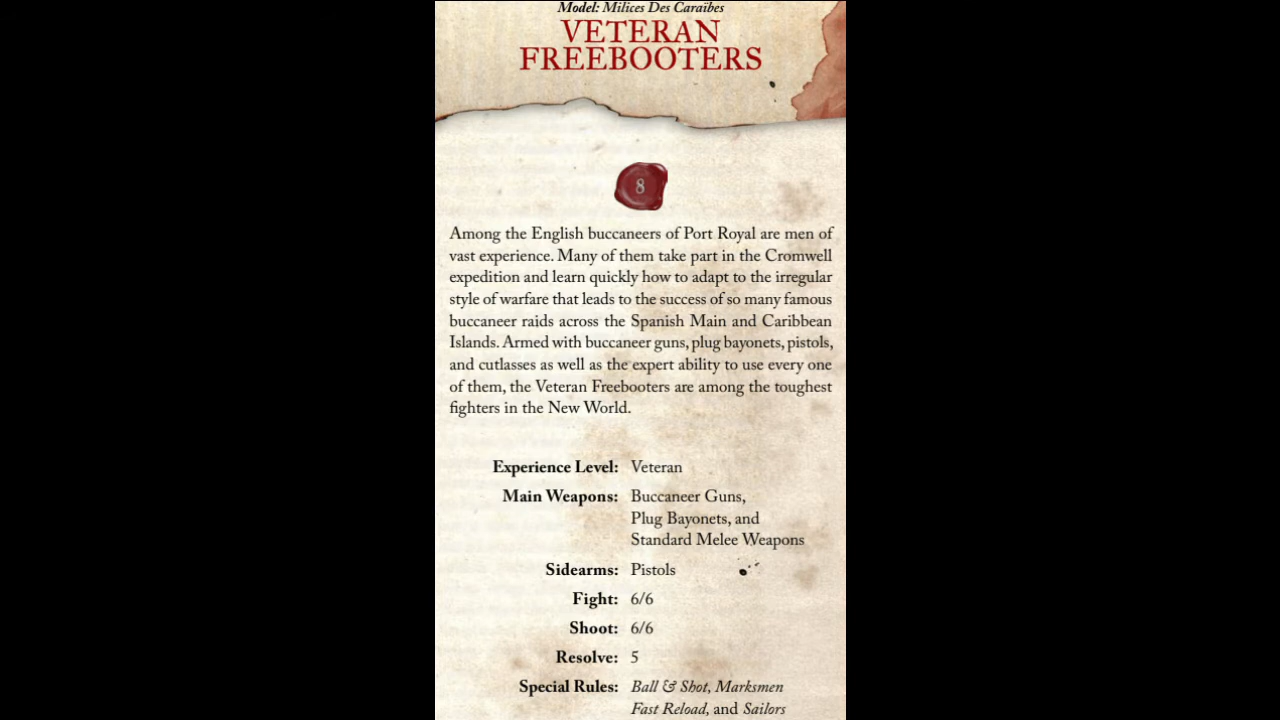 Model: Milices Des Caraïbes
VETERAN
FREEBOOTERS
8
Among the English buccaneers of Port Royal are men of
vast experience. Many of them take part in the Cromwell
expedition and learn quickly how to adapt to the irregular
style of warfare that leads to the success of so many famous
buccaneer raids across the Spanish Main and Caribbean
Islands. Armed with buccaneer guns, plug bayonets, pistols,
and cutlasses as well as the expert ability to use every one
of them, the Veteran Freebooters are among the toughest
fighters in the New World.
Experience Level: Veteran
Main Weapons: Buccaneer Guns,
Plug Bayonets, and
Standard Melee Weapons
Sidearms: Pistols
Fight: 6/6
Shoot: 6/6
Resolve: 5
Special Rules: Ball & Shot, Marksmen
Fast Reload, and Sailors